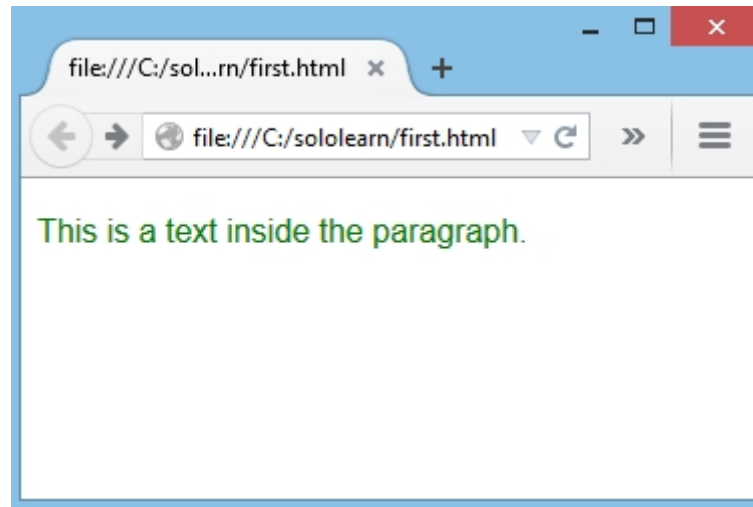 file:///C:/sol...rn/first.html
file:///C:/sololearn/first.html
This is a text inside the paragraph.